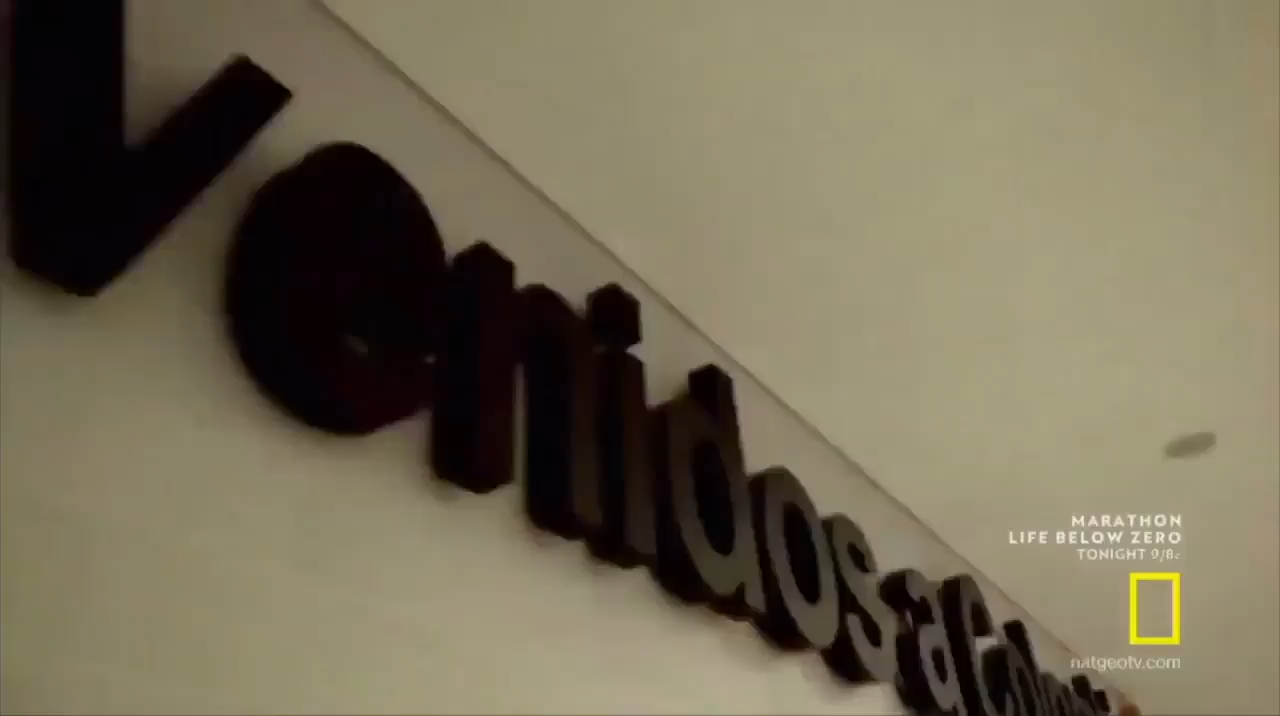 venidos a
MARATHON
LIFE BELOW ZERO
TONIGHT 9/8c
natgeotv.com